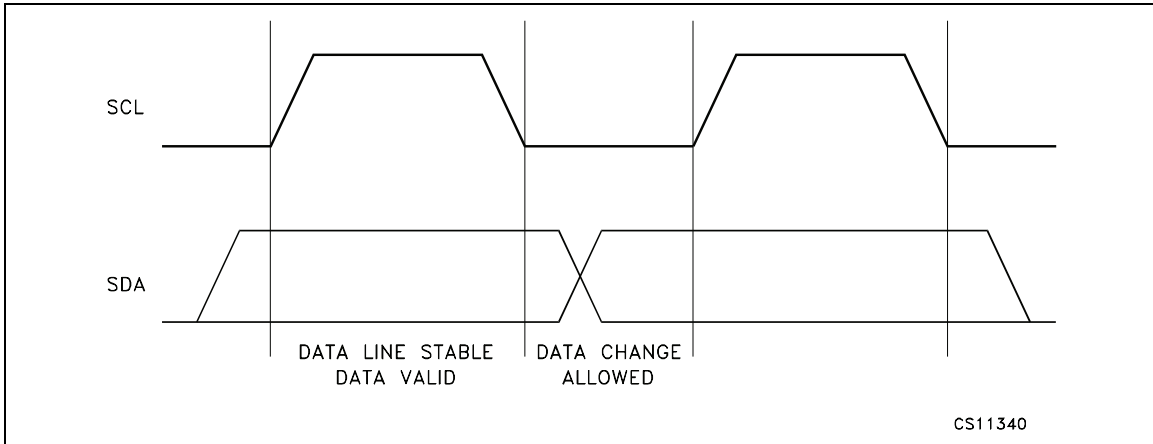 SCL
SDA
DATA LINE STABLE
DATA VALID
DATA CHANGE
ALLOWED
CS11340